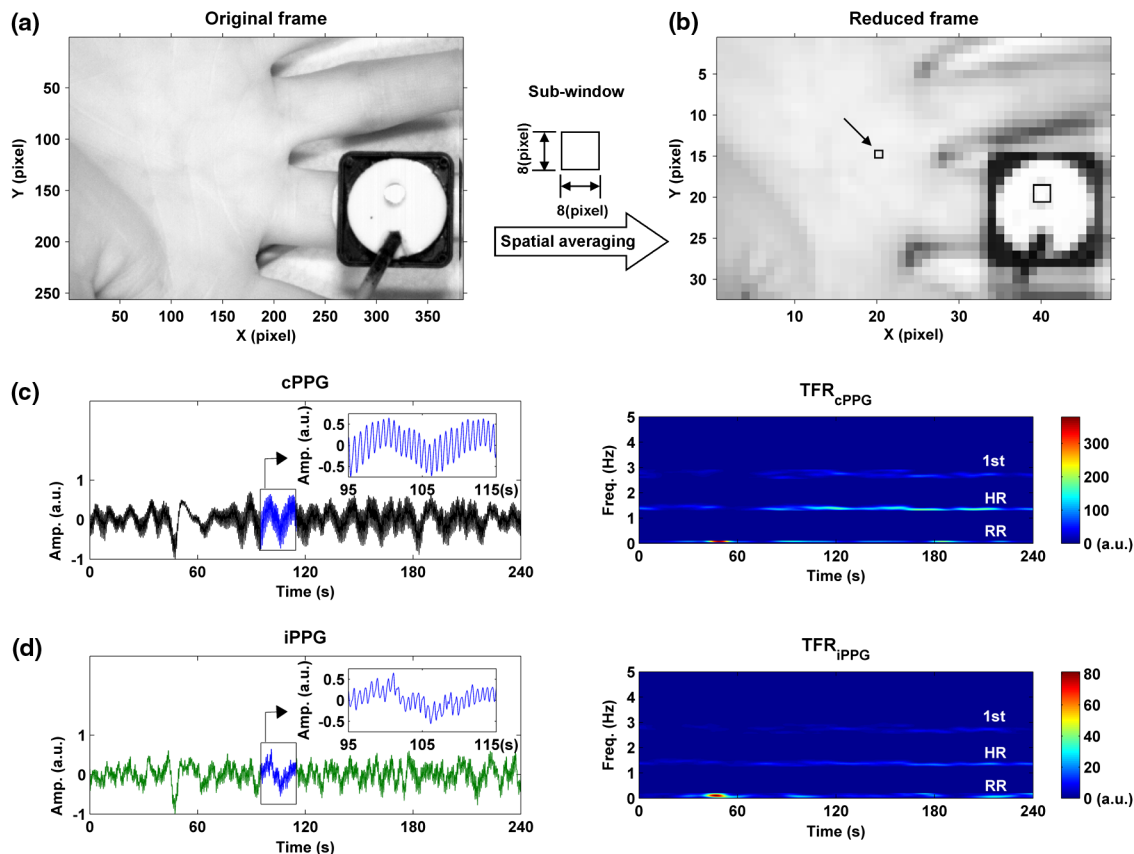 (a)
Original frame
Y (pixel)
50
100
150
200
250
50 100 150 200 250 300 350
X (pixel)
Sub-window
8(pixel)
8(pixel)
Spatial averaging
(b)
Reduced frame
Y (pixel)
5
10
15
20
25
30
10 20 30 40
X (pixel)
(c)
cPPG
Amp. (a.u.)
1
0
-1
0 60 120 180 240
Time (s)
Amp. (a.u.)
0.5
0
-0.5
95 105 115(s)
TFRcPPG
Freq. (Hz)
5
4
3
2
1
0
0 60 120 180 240
Time (s)
1st
HR
RR
300
200
100
0 (a.u.)
(d)
iPPG
Amp. (a.u.)
1
0
-1
0 60 120 180 240
Time (s)
Amp. (a.u.)
0.5
0
-0.5
95 105 115(s)
TFRiPPG
Freq. (Hz)
5
4
3
2
1
0
0 60 120 180 240
Time (s)
1st
HR
RR
80
60
40
20
0 (a.u.)